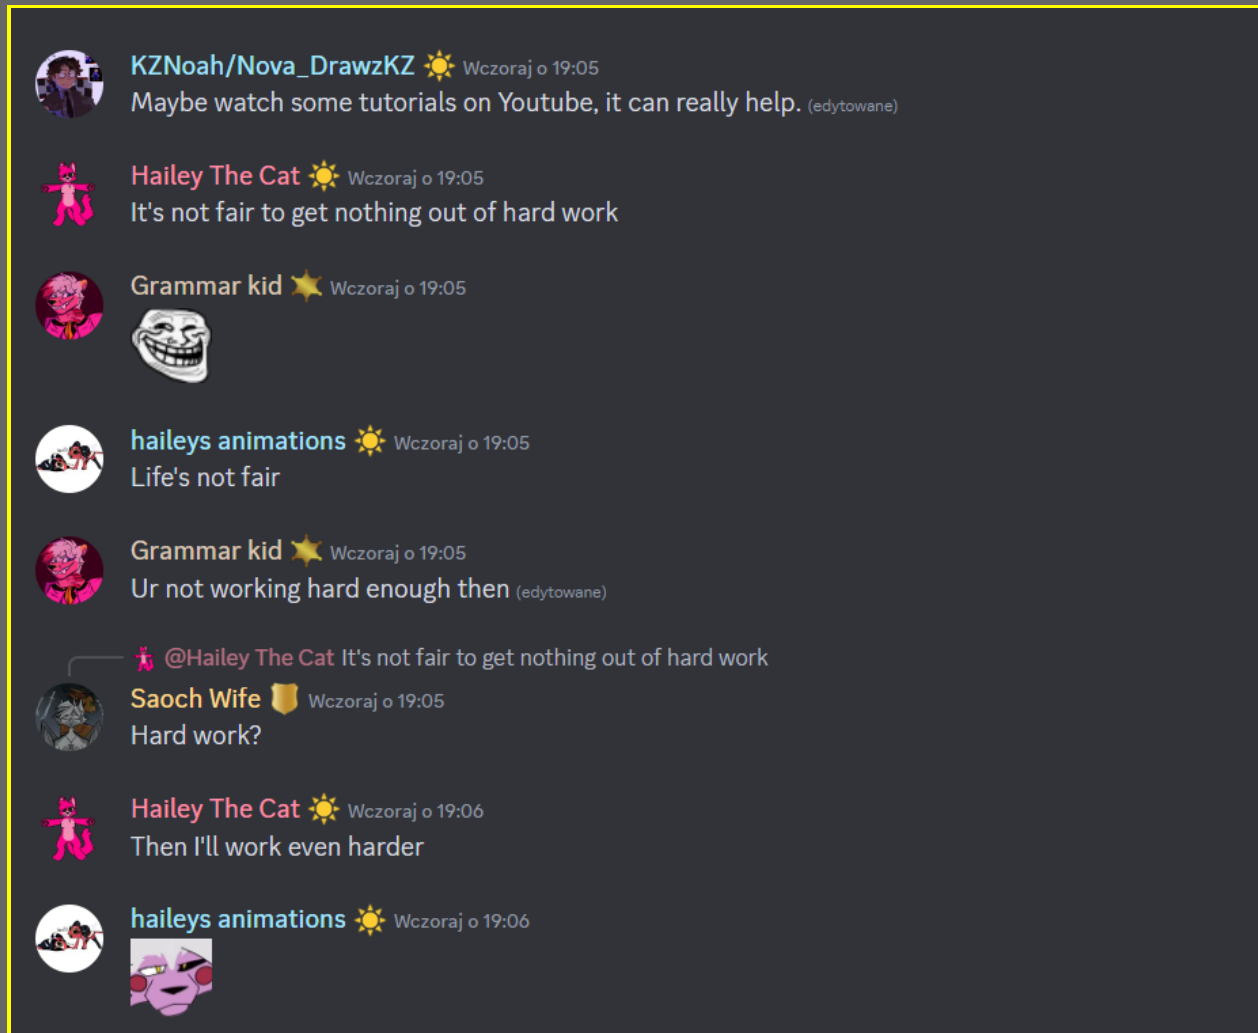 KZNoah/Nova_DrawzKZ Wczoraj o 19:05
Maybe watch some tutorials on Youtube, it can really help. (edytowane)
Hailey The Cat Wczoraj o 19:05
It's not fair to get nothing out of hard work
Grammar kid Wczoraj o 19:05
haileys animations Wczoraj o 19:05
Life's not fair
Grammar kid Wczoraj o 19:05
Ur not working hard enough then (edytowane)
@Hailey The Cat It's not fair to get nothing out of hard work
Saoch Wife Wczoraj o 19:05
Hard work?
Hailey The Cat Wczoraj o 19:06
Then I'll work even harder
haileys animations Wczoraj o 19:06